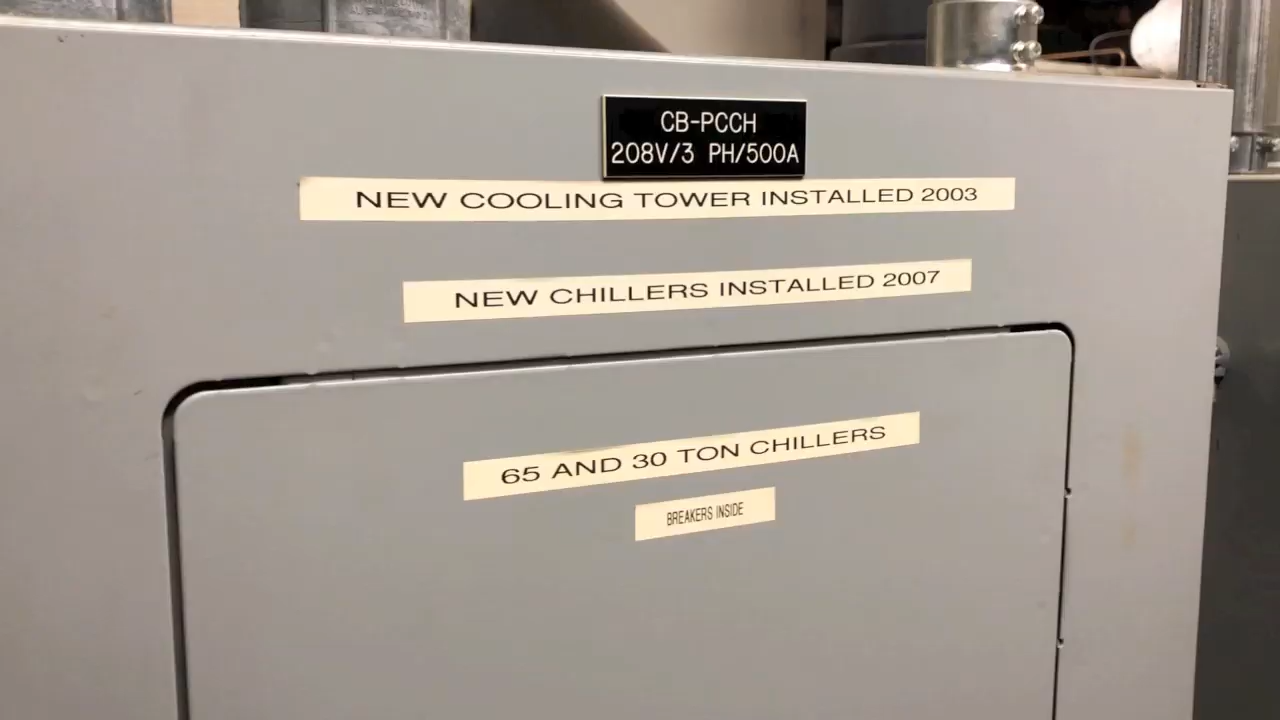 CB-PCCH
208V/3 PH/500A
NEW COOLING TOWER INSTALLED 2003
NEW CHILLERS INSTALLED 2007
65 AND 30 TON CHILLERS
BREAKERS INSIDE